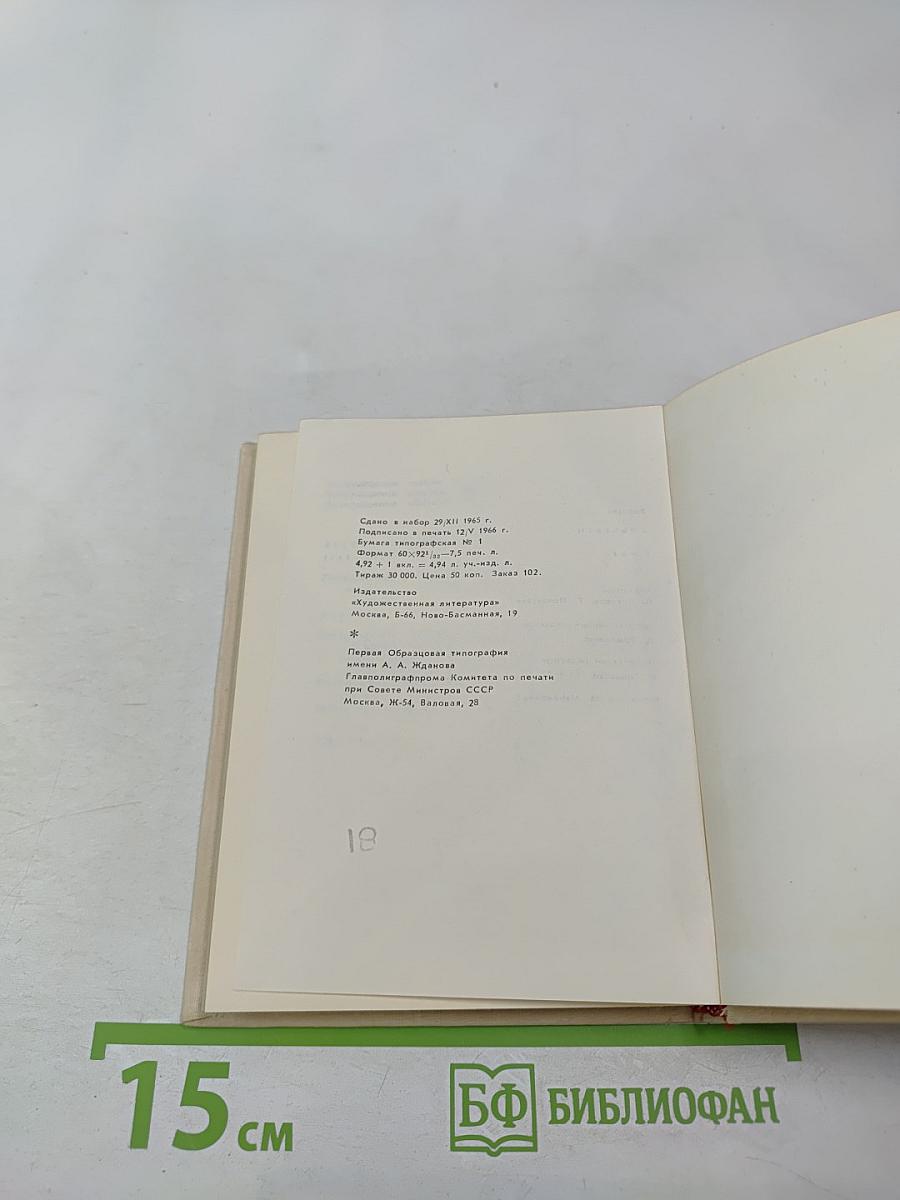 Сдано в набор 29/XII 1965 г.
Подписано в печать 12/V 1966 г.
Бумага типографская № 1
Формат 60×92¹/₃₂—7,5 печ. л.
4,92 + 1 вкл. = 4,94 л. уч.-изд. л.
Тираж 30 000. Цена 50 коп. Заказ 102.
Издательство
«Художественная литература»
Москва, Б-66, Ново-Басманная, 19
*
Первая Образцовая типография
имени А. А. Жданова
Главполиграфпрома Комитета по печати
при Совете Министров СССР
Москва, Ж-54, Валовая, 28
18
15 см
БФ БИБЛИОФАН